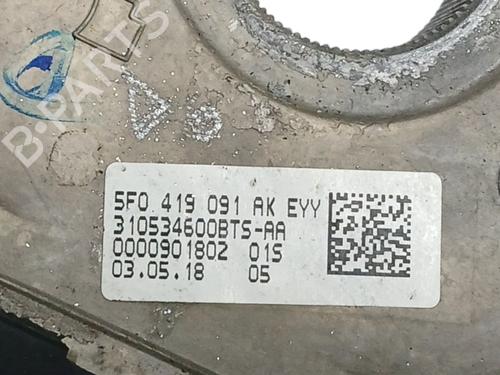 B-PARTS
5F0 419 091 AK EYY
310534600BTS-AA
0000901802 01S
03.05.18 05